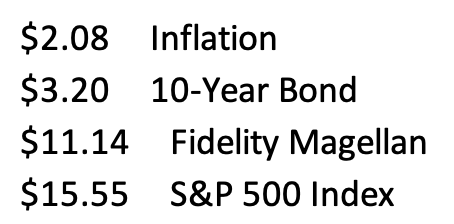 $2.08 Inflation
$3.20 10-Year Bond
$11.14 Fidelity Magellan
$15.55 S&P 500 Index